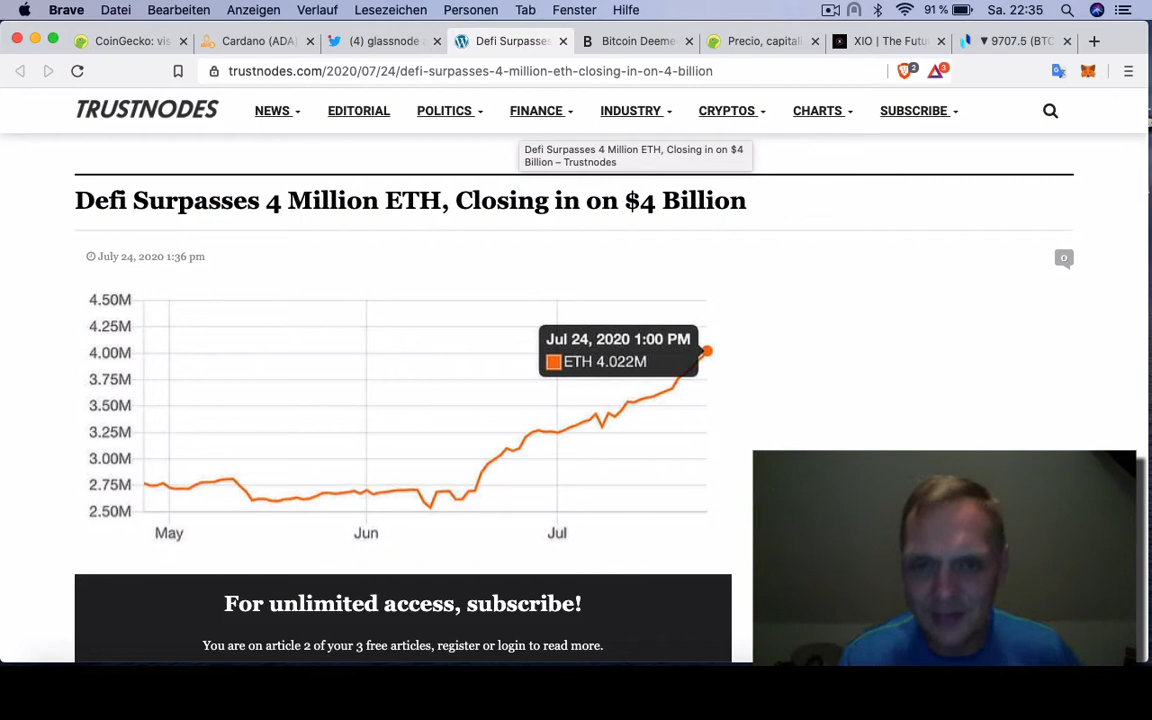 Brave Datei Bearbeiten Anzeigen Verlauf Lesezeichen Personen Tab Fenster Hilfe 91 % Sa. 22:35
CoinGecko: vis Cardano (ADA) (4) glassnode Defi Surpasses Bitcoin Deeme Precio, capitali XIO | The Futur ▼9707.5 (BTC
trustnodes.com/2020/07/24/defi-surpasses-4-million-eth-closing-in-on-4-billion 2 3
TRUSTNODES NEWS EDITORIAL POLITICS FINANCE INDUSTRY CRYPTOS CHARTS SUBSCRIBE
Defi Surpasses 4 Million ETH, Closing in on $4
Billion – Trustnodes
Defi Surpasses 4 Million ETH, Closing in on $4 Billion
July 24, 2020 1:36 pm 0
4.50M
4.25M
Jul 24, 2020 1:00 PM
4.00M
ETH 4.022M
3.75M
3.50M
3.25M
3.00M
2.75M
2.50M
May Jun Jul
For unlimited access, subscribe!
You are on article 2 of your 3 free articles, register or login to read more.